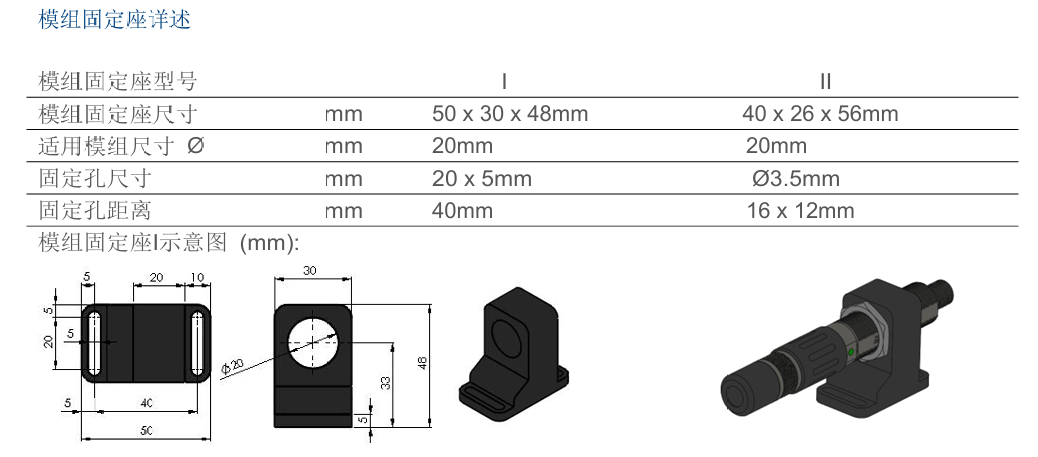 模组固定座详述
模组固定座型号 I II
模组固定座尺寸 mm 50 x 30 x 48mm 40 x 26 x 56mm
适用模组尺寸 Ø mm 20mm 20mm
固定孔尺寸 mm 20 x 5mm Ø3.5mm
固定孔距离 mm 40mm 16 x 12mm
模组固定座I示意图 (mm):
5 20 10
5
5
20
5 40
50
30
Ø20
33
48
5